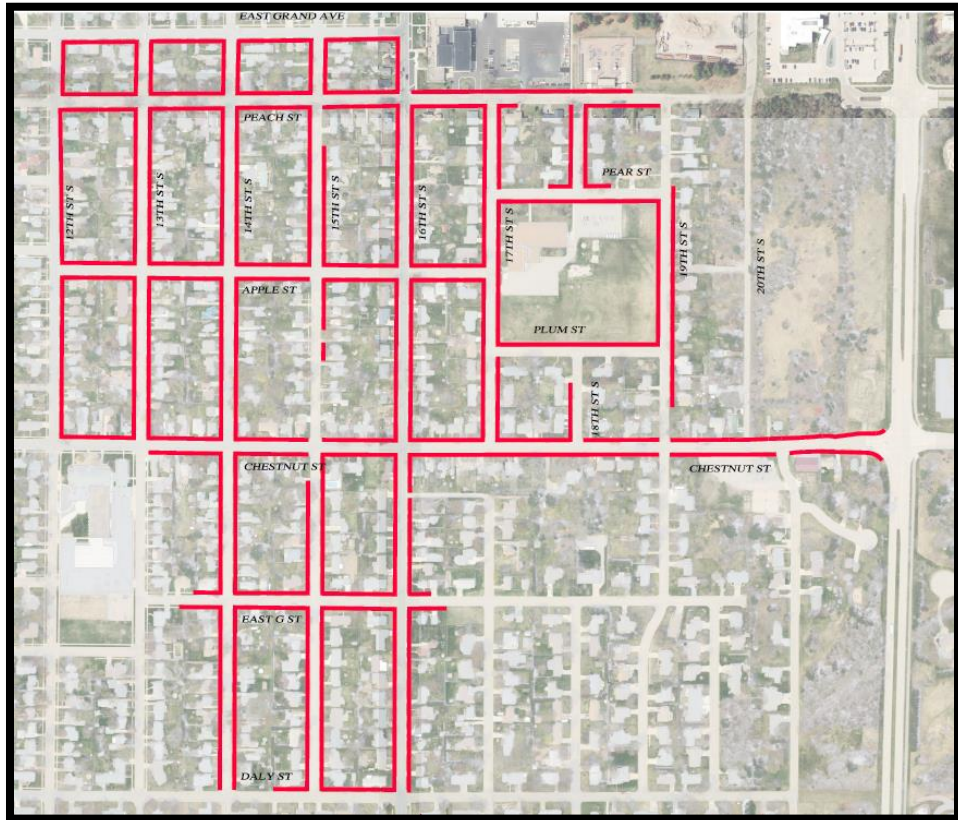 EAST GRAND AVE
PEACH ST
PEAR ST
12TH ST S
13TH ST S
14TH ST S
15TH ST S
16TH ST S
17TH ST S
19TH ST S
20TH ST S
APPLE ST
PLUM ST
18TH ST S
CHESTNUT ST
CHESTNUT ST
EAST G ST
DALY ST